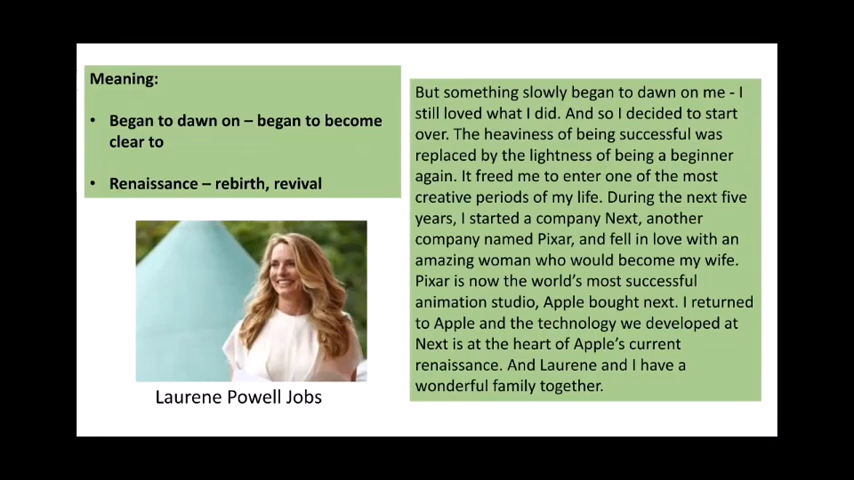 Meaning:
• Began to dawn on – began to become
clear to
• Renaissance – rebirth, revival
Laurene Powell Jobs
But something slowly began to dawn on me - I
still loved what I did. And so I decided to start
over. The heaviness of being successful was
replaced by the lightness of being a beginner
again. It freed me to enter one of the most
creative periods of my life. During the next five
years, I started a company Next, another
company named Pixar, and fell in love with an
amazing woman who would become my wife.
Pixar is now the world's most successful
animation studio, Apple bought next. I returned
to Apple and the technology we developed at
Next is at the heart of Apple's current
renaissance. And Laurene and I have a
wonderful family together.